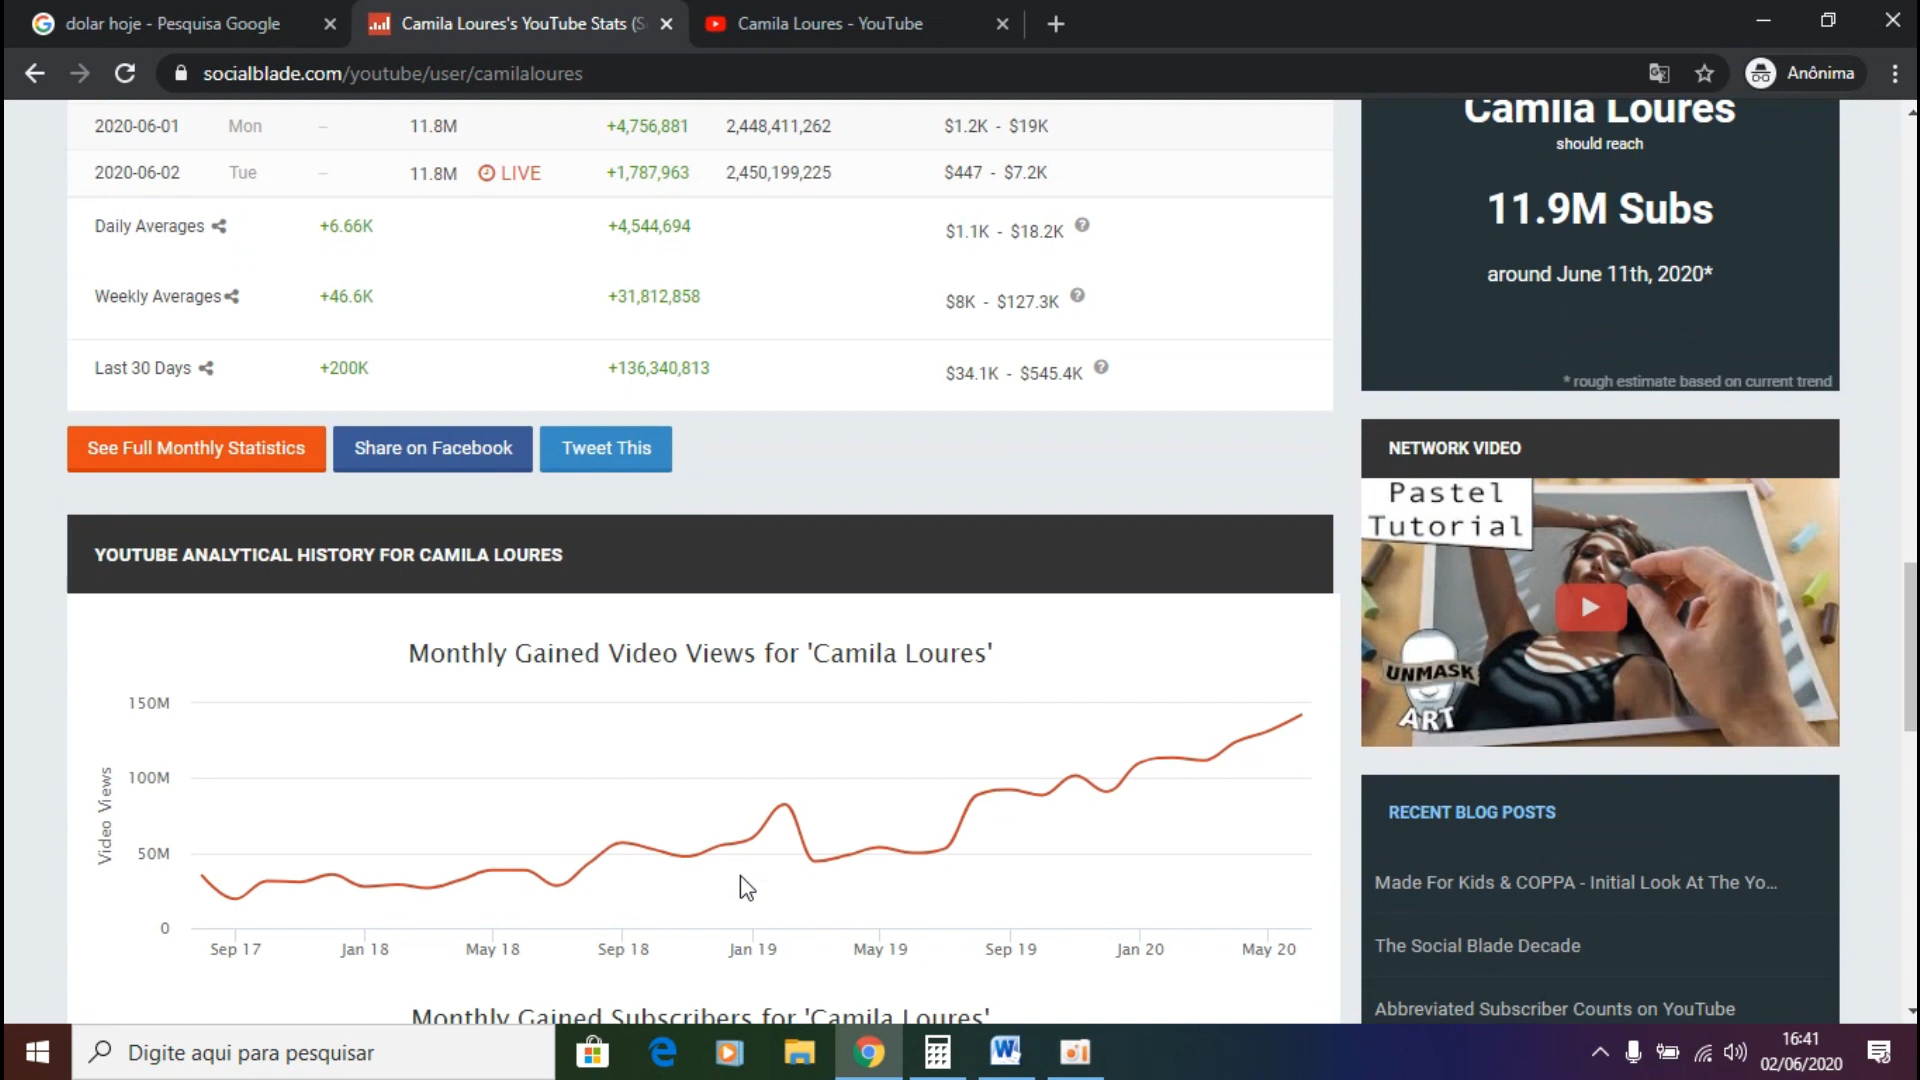 dolar hoje - Pesquisa Google
Camila Loures's YouTube Stats (S
Camila Loures - YouTube
socialblade.com/youtube/user/camilaloures
Anônima
2020-06-01 Mon – 11.8M +4,756,881 2,448,411,262 $1.2K - $19K
2020-06-02 Tue – 11.8M LIVE +1,787,963 2,450,199,225 $447 - $7.2K
Daily Averages +6.66K +4,544,694 $1.1K - $18.2K
Weekly Averages +46.6K +31,812,858 $8K - $127.3K
Last 30 Days +200K +136,340,813 $34.1K - $545.4K
See Full Monthly Statistics
Share on Facebook
Tweet This
Camila Loures
should reach
11.9M Subs
around June 11th, 2020*
* rough estimate based on current trend
NETWORK VIDEO
Pastel
Tutorial
UNMASK
ART
YOUTUBE ANALYTICAL HISTORY FOR CAMILA LOURES
Monthly Gained Video Views for 'Camila Loures'
Video Views
150M
100M
50M
0
Sep 17 Jan 18 May 18 Sep 18 Jan 19 May 19 Sep 19 Jan 20 May 20
Monthly Gained Subscribers for 'Camila Loures'
RECENT BLOG POSTS
Made For Kids & COPPA - Initial Look At The Yo...
The Social Blade Decade
Abbreviated Subscriber Counts on YouTube
Digite aqui para pesquisar
16:41
02/06/2020